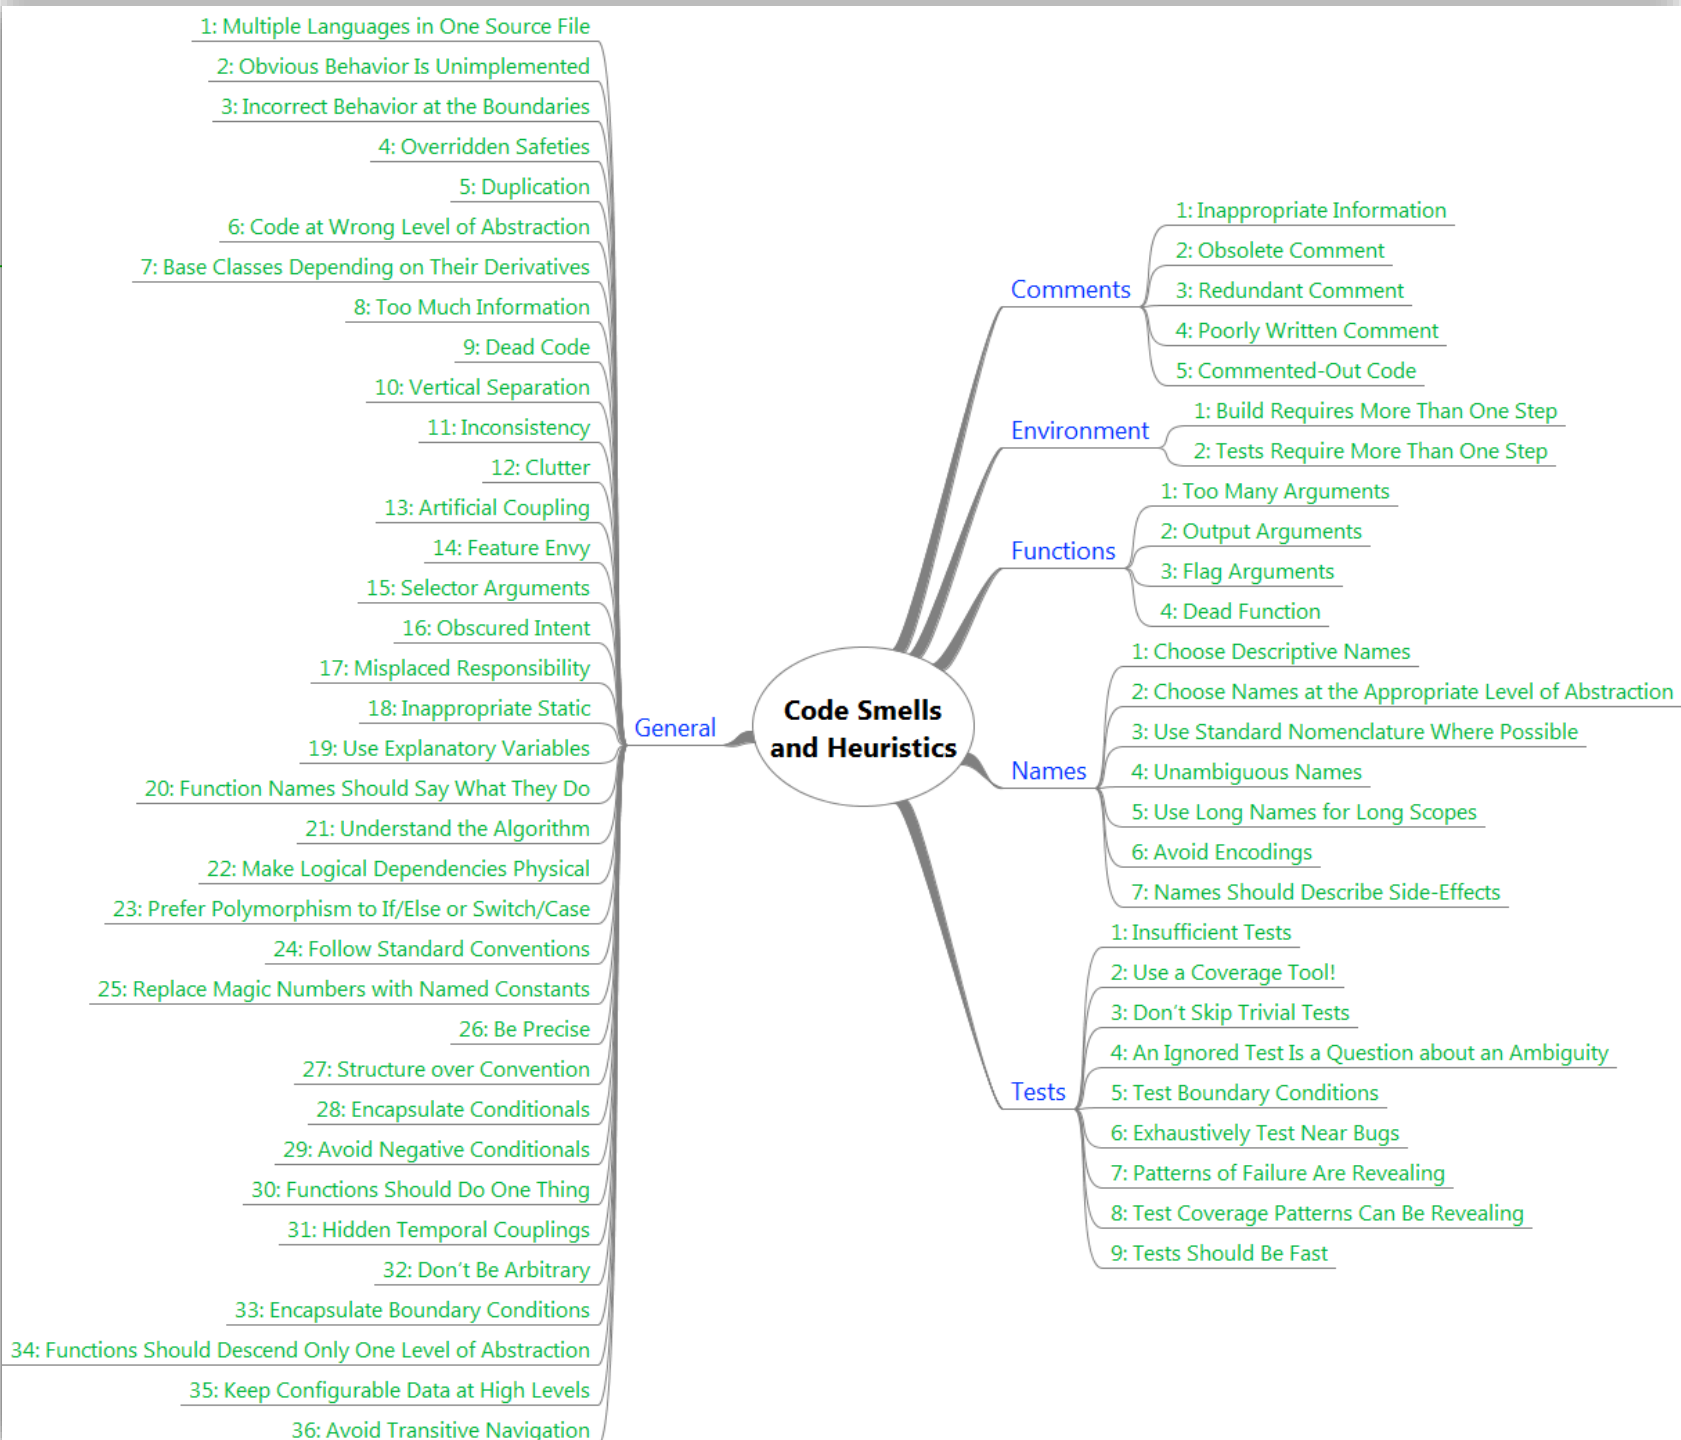 1: Multiple Languages in One Source File
2: Obvious Behavior Is Unimplemented
3: Incorrect Behavior at the Boundaries
4: Overridden Safeties
5: Duplication
6: Code at Wrong Level of Abstraction
7: Base Classes Depending on Their Derivatives
8: Too Much Information
9: Dead Code
10: Vertical Separation
11: Inconsistency
12: Clutter
13: Artificial Coupling
14: Feature Envy
15: Selector Arguments
16: Obscured Intent
17: Misplaced Responsibility
18: Inappropriate Static
19: Use Explanatory Variables
20: Function Names Should Say What They Do
21: Understand the Algorithm
22: Make Logical Dependencies Physical
23: Prefer Polymorphism to If/Else or Switch/Case
24: Follow Standard Conventions
25: Replace Magic Numbers with Named Constants
26: Be Precise
27: Structure over Convention
28: Encapsulate Conditionals
29: Avoid Negative Conditionals
30: Functions Should Do One Thing
31: Hidden Temporal Couplings
32: Don't Be Arbitrary
33: Encapsulate Boundary Conditions
34: Functions Should Descend Only One Level of Abstraction
35: Keep Configurable Data at High Levels
36: Avoid Transitive Navigation
General
Code Smells
and Heuristics
Comments
1: Inappropriate Information
2: Obsolete Comment
3: Redundant Comment
4: Poorly Written Comment
5: Commented-Out Code
Environment
1: Build Requires More Than One Step
2: Tests Require More Than One Step
Functions
1: Too Many Arguments
2: Output Arguments
3: Flag Arguments
4: Dead Function
Names
1: Choose Descriptive Names
2: Choose Names at the Appropriate Level of Abstraction
3: Use Standard Nomenclature Where Possible
4: Unambiguous Names
5: Use Long Names for Long Scopes
6: Avoid Encodings
7: Names Should Describe Side-Effects
Tests
1: Insufficient Tests
2: Use a Coverage Tool!
3: Don't Skip Trivial Tests
4: An Ignored Test Is a Question about an Ambiguity
5: Test Boundary Conditions
6: Exhaustively Test Near Bugs
7: Patterns of Failure Are Revealing
8: Test Coverage Patterns Can Be Revealing
9: Tests Should Be Fast